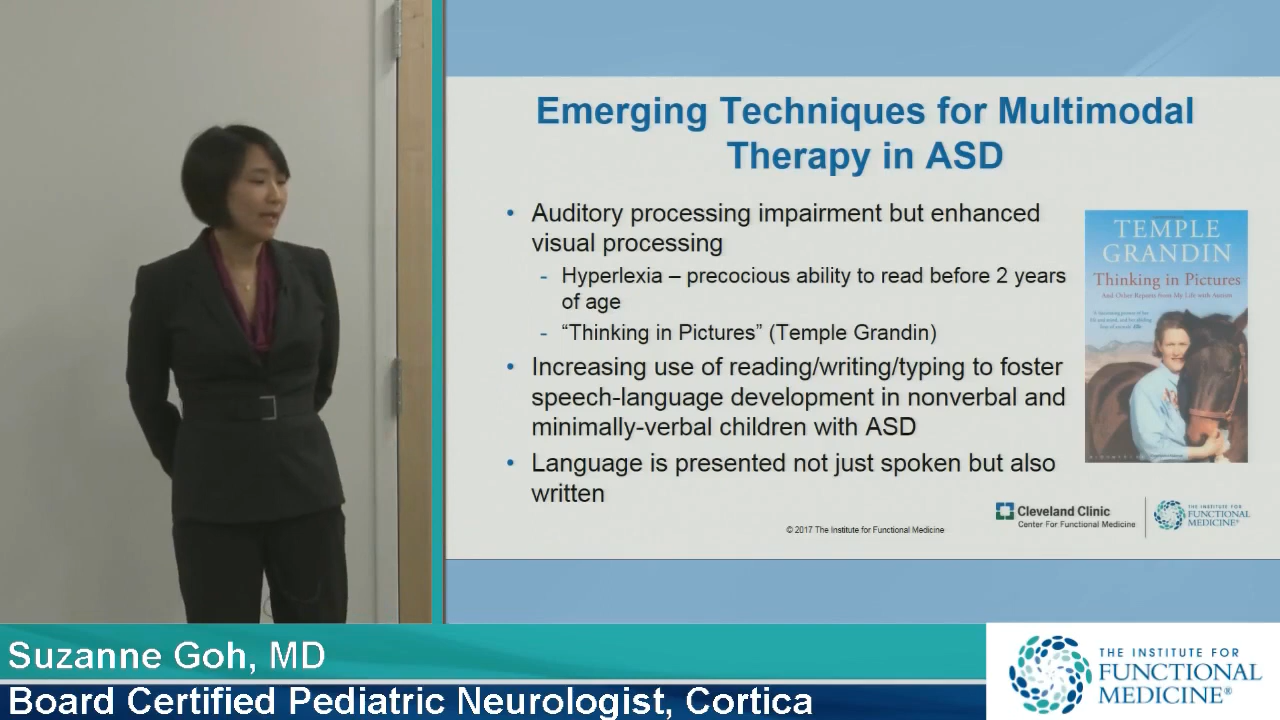 Emerging Techniques for Multimodal
Therapy in ASD
• Auditory processing impairment but enhanced
visual processing
- Hyperlexia – precocious ability to read before 2 years
of age
- “Thinking in Pictures” (Temple Grandin)
• Increasing use of reading/writing/typing to foster
speech-language development in nonverbal and
minimally-verbal children with ASD
• Language is presented not just spoken but also
written
TEMPLE
GRANDIN
Thinking in Pictures
And Other Reports from My Life with Autism
BLOOMSBURY
Cleveland Clinic
Center For Functional Medicine
THE INSTITUTE FOR
FUNCTIONAL
MEDICINE®
© 2017 The Institute for Functional Medicine
Suzanne Goh, MD
Board Certified Pediatric Neurologist, Cortica
THE INSTITUTE FOR
FUNCTIONAL
MEDICINE®